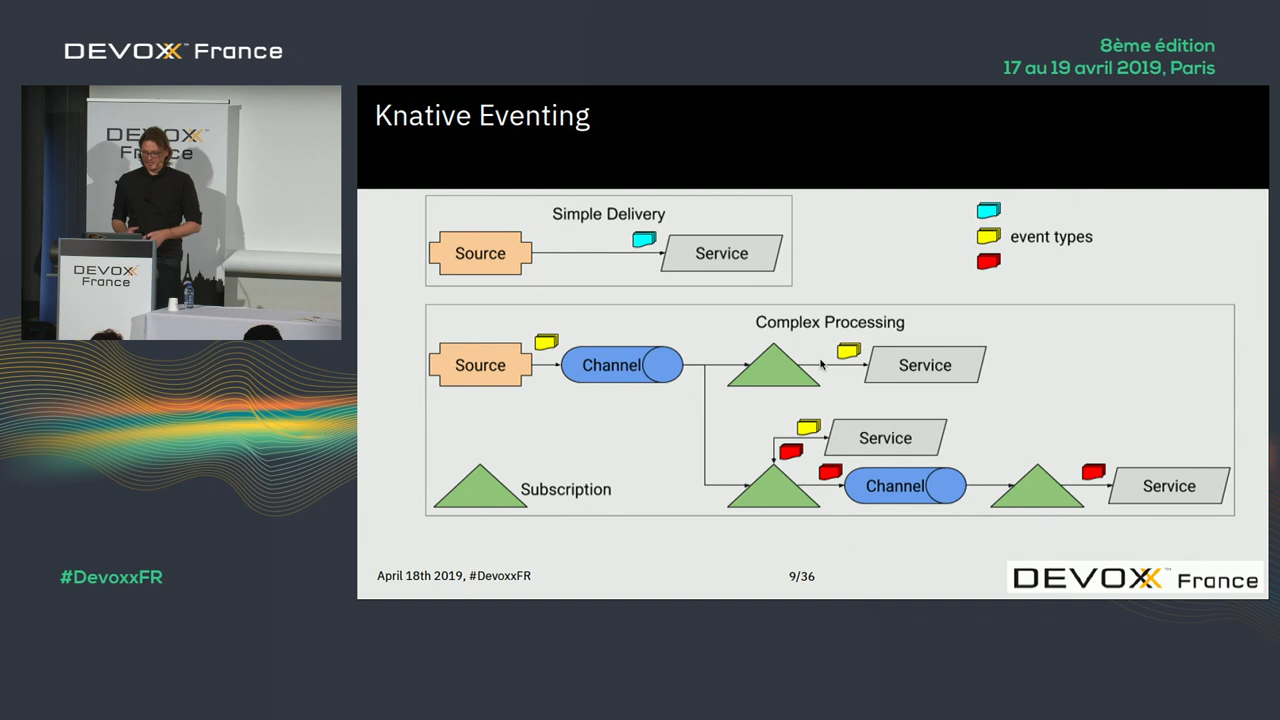 DEVOXX™ France
8ème édition
17 au 19 avril 2019, Paris
DEVOXX
France
DEVOXX
France
Knative Eventing
Simple Delivery
Source
Service
event types
Complex Processing
Source
Channel
Service
Service
Subscription
Channel
Service
April 18th 2019, #DevoxxFR
9/36
DEVOXX™ France
#DevoxxFR